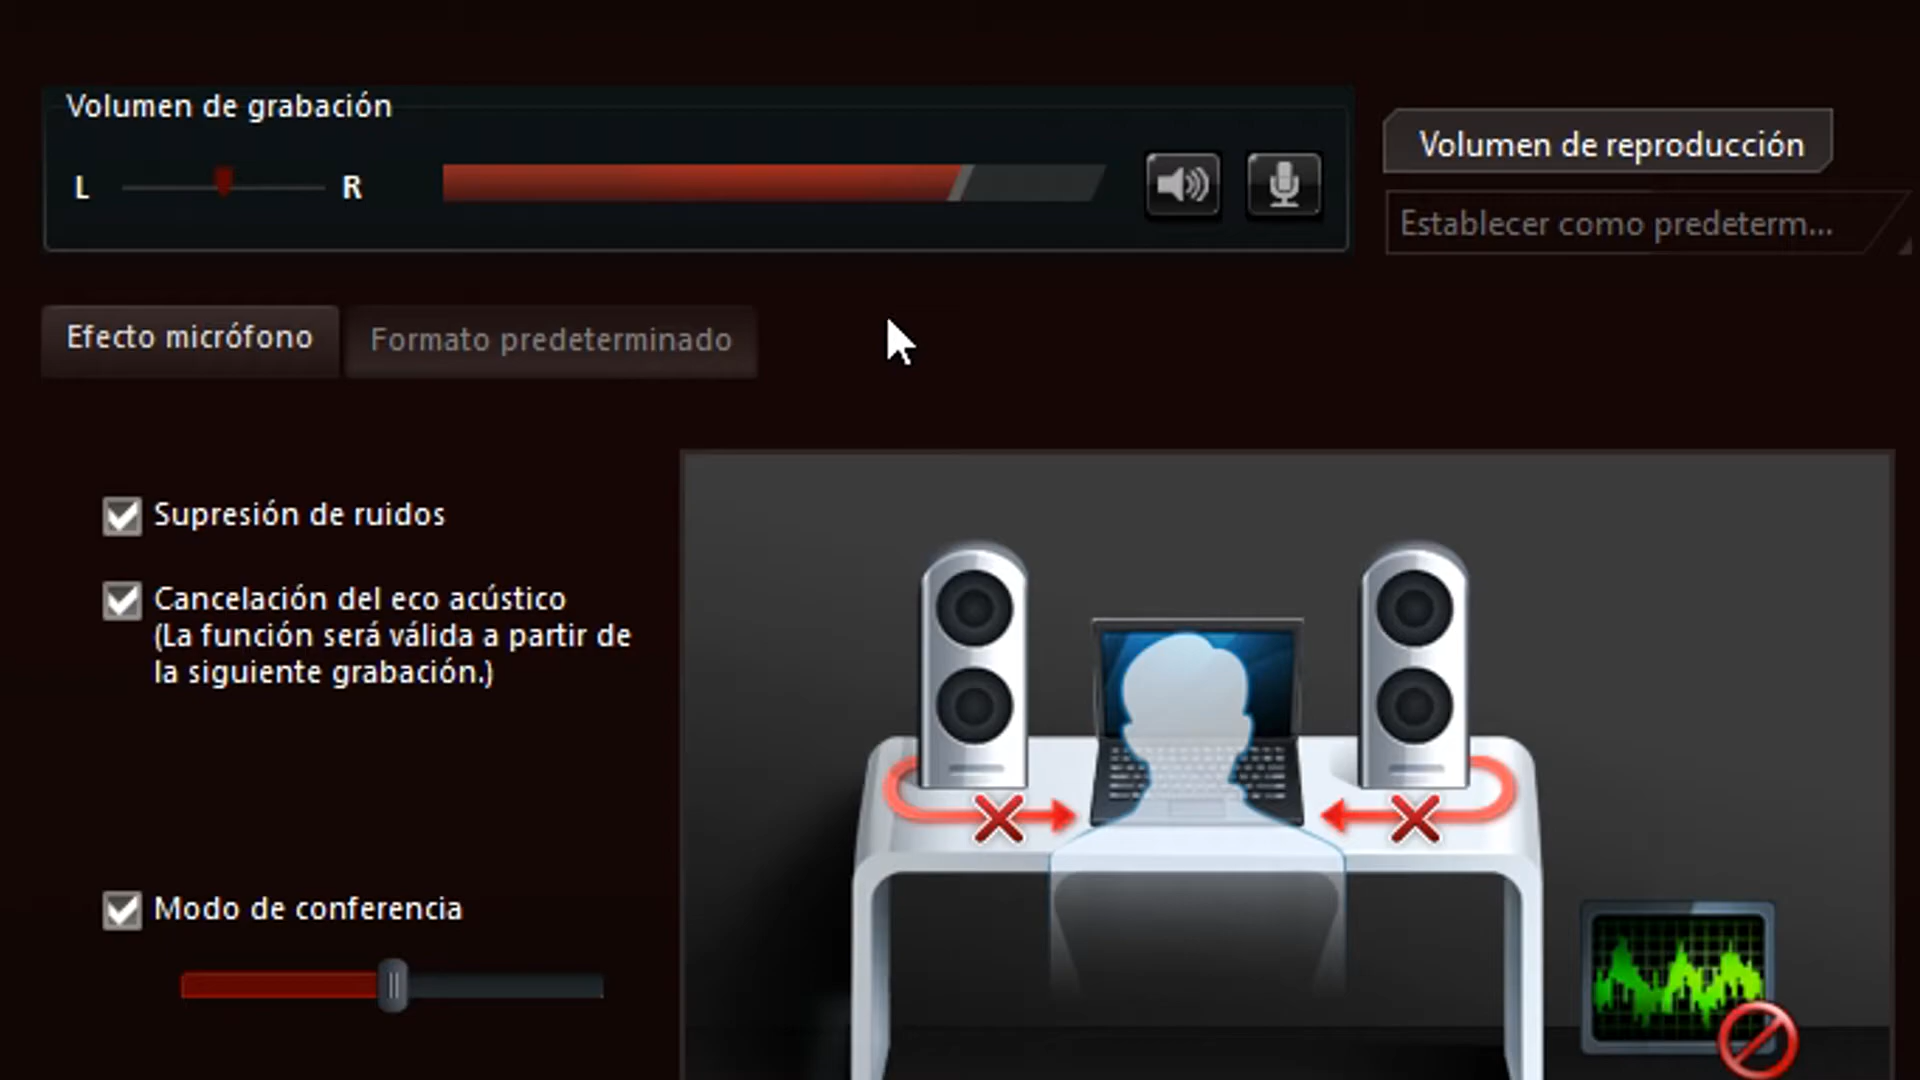 Volumen de grabación
L R
Volumen de reproducción
Establecer como predeterm...
Efecto micrófono
Formato predeterminado
Supresión de ruidos
Cancelación del eco acústico
(La función será válida a partir de
la siguiente grabación.)
Modo de conferencia